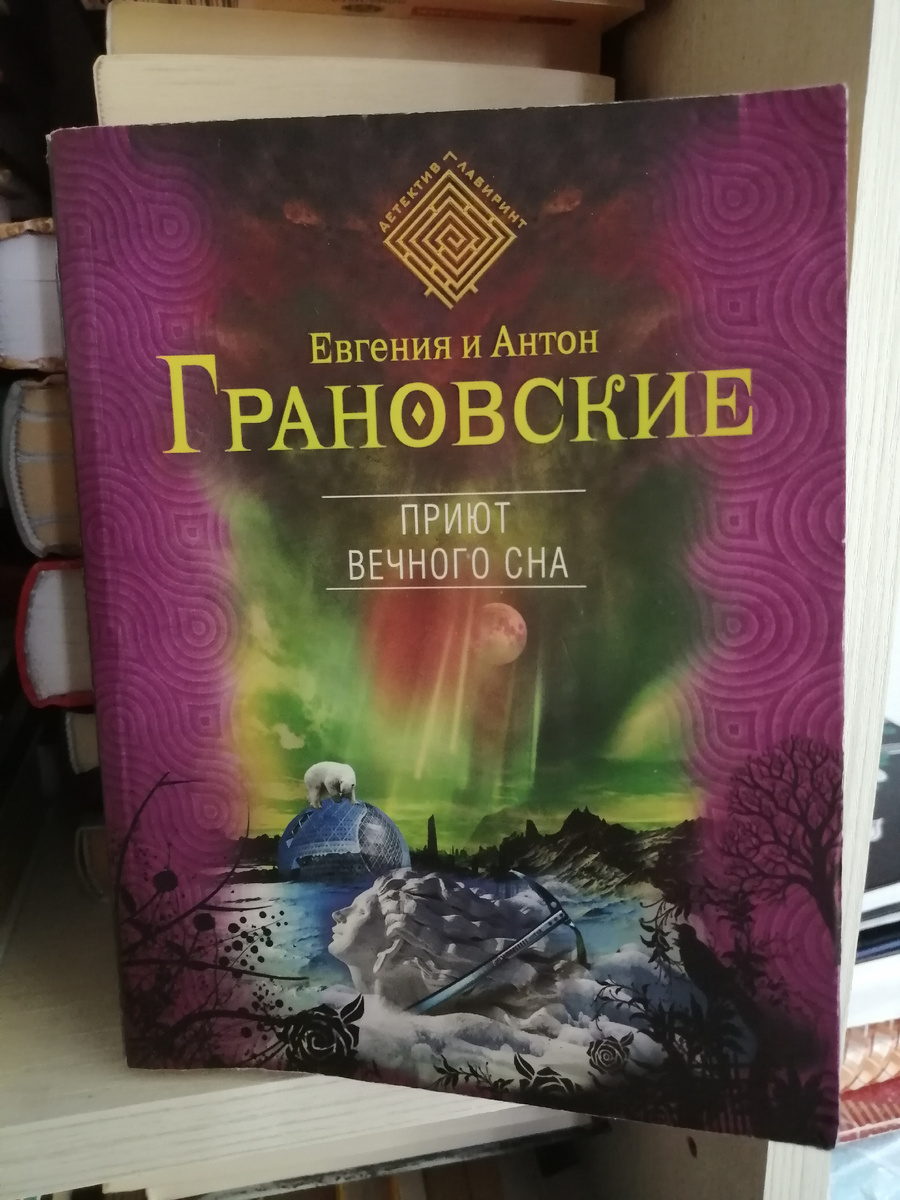 ДЕТЕКТИВ ЛАБИРИНТ
Евгения и Антон
Грановские
ПРИЮТ
ВЕЧНОГО СНА